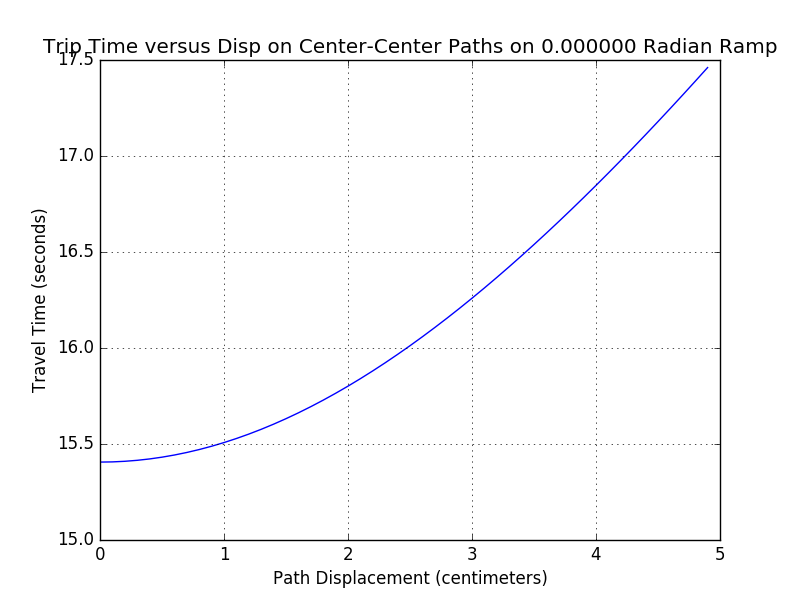 Trip Time versus Disp on Center-Center Paths on 0.000000 Radian Ramp
17.5
17.0
16.5
16.0
15.5
15.0
Travel Time (seconds)
0 1 2 3 4 5
Path Displacement (centimeters)